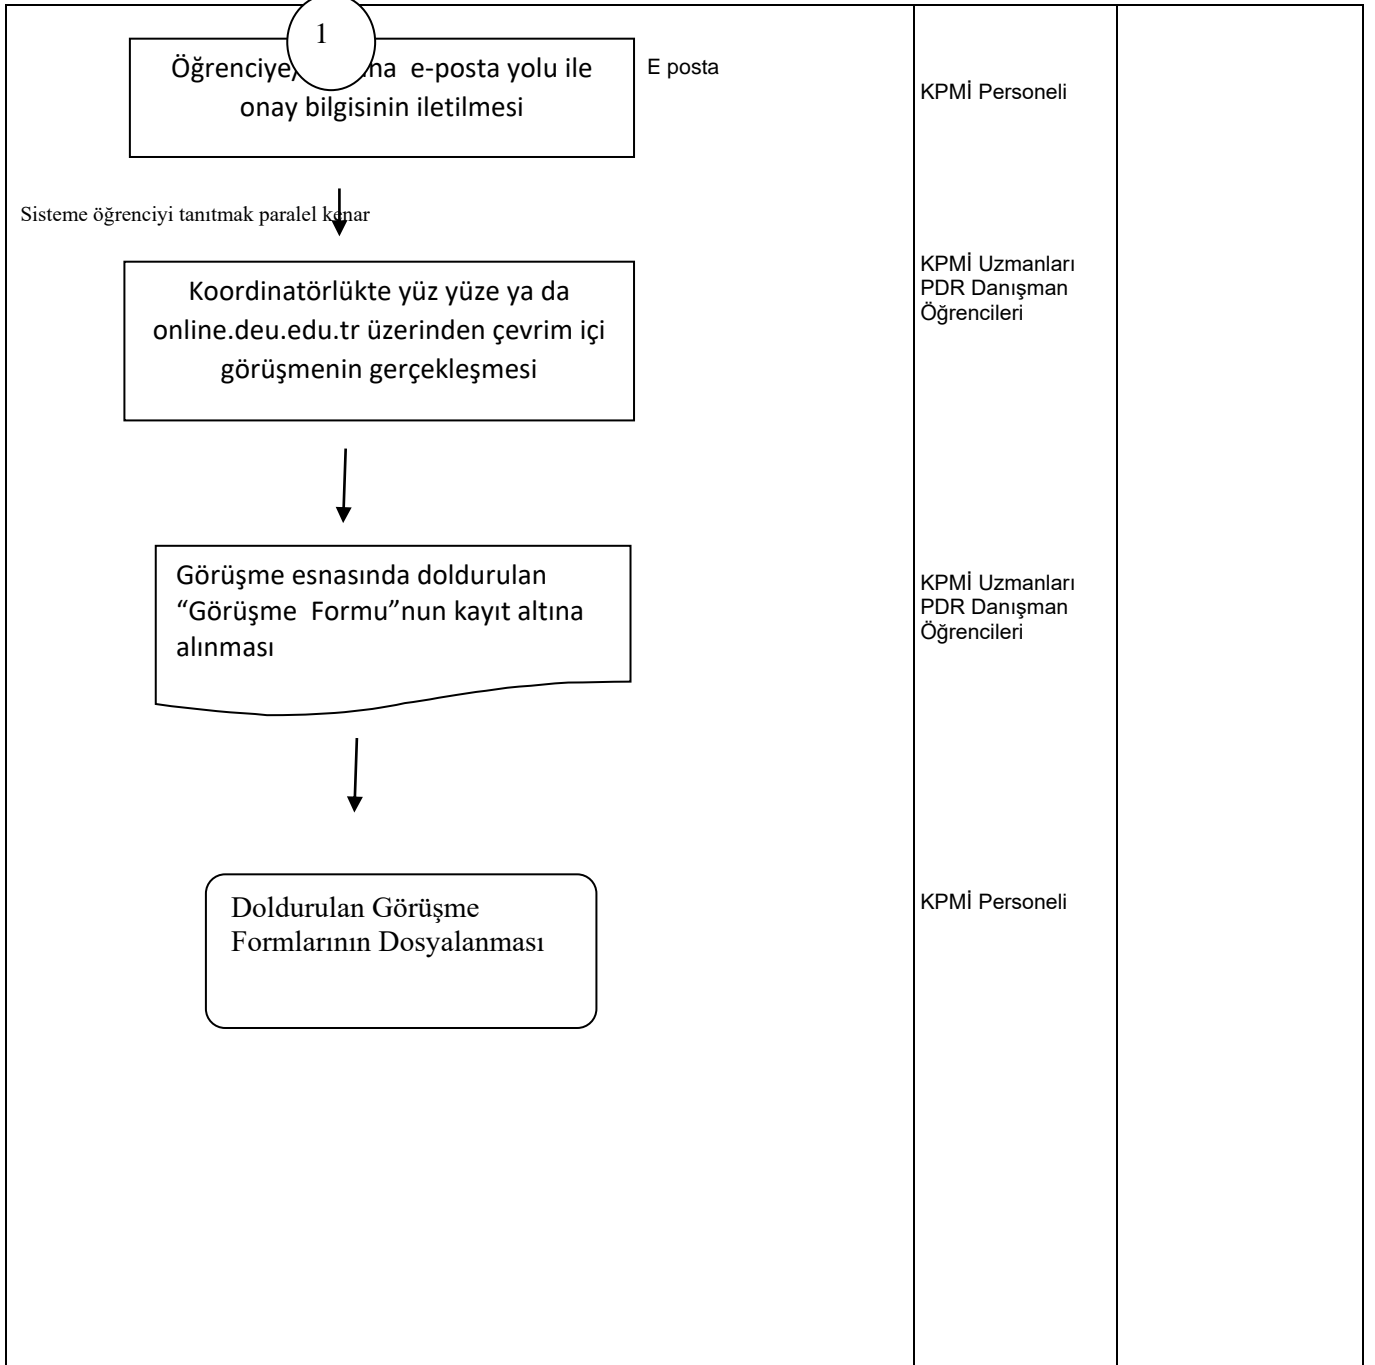 1
Öğrenciye/ e-posta yolu ile
onay bilgisinin iletilmesi
E posta
KPMİ Personeli
Sisteme öğrenciyi tanıtmak paralel kenar
Koordinatörlükte yüz yüze ya da
online.deu.edu.tr üzerinden çevrim içi
görüşmenin gerçekleşmesi
KPMİ Uzmanları
PDR Danışman
Öğrencileri
Görüşme esnasında doldurulan
“Görüşme Formu”nun kayıt altına
alınması
KPMİ Uzmanları
PDR Danışman
Öğrencileri
Doldurulan Görüşme
Formlarının Dosyalanması
KPMİ Personeli